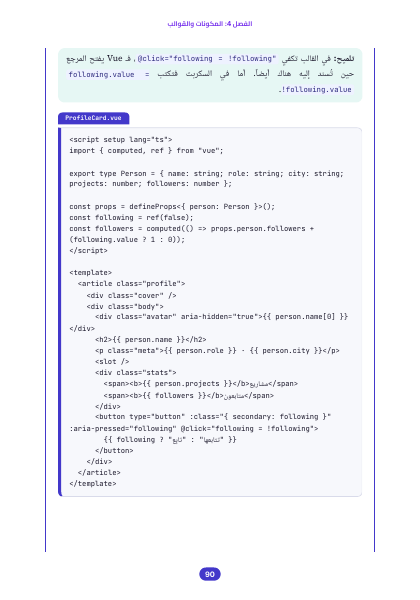 الفصل 4: المكونات والقوالب
تلميح: في القالب تكفي @click="following = !following"، فـ Vue يفتح المرجع
حين تُسند إليه هناك أيضاً. أما في السكربت فتكتب following.value =
!following.value.
ProfileCard.vue
<script setup lang="ts">
import { computed, ref } from "vue";
export type Person = { name: string; role: string; city: string;
projects: number; followers: number };
const props = defineProps<{ person: Person }>();
const following = ref(false);
const followers = computed(() => props.person.followers +
(following.value ? 1 : 0));
</script>
<template>
<article class="profile">
<div class="cover" />
<div class="body">
<div class="avatar" aria-hidden="true">{{ person.name[0] }}
</div>
<h2>{{ person.name }}</h2>
<p class="meta">{{ person.role }} · {{ person.city }}</p>
<slot />
<div class="stats">
<span><b>{{ person.projects }}</b>مشاريع</span>
<span><b>{{ followers }}</b>متابعون</span>
</div>
<button type="button" :class="{ secondary: following }"
:aria-pressed="following" @click="following = !following">
{{ following ? "تتابعها" : "تابع" }}
</button>
</div>
</article>
</template>
90